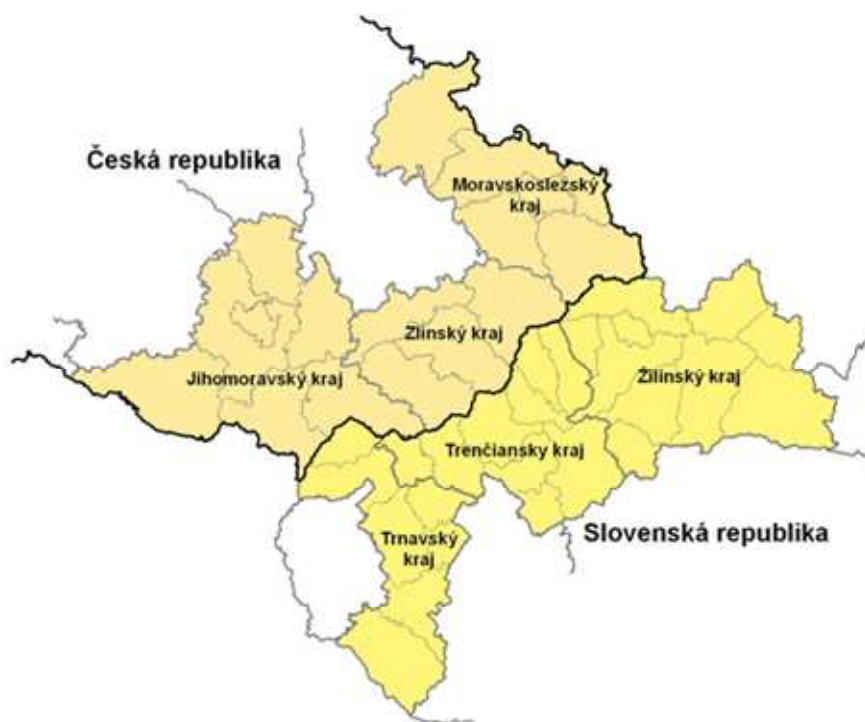 Česká republika
Moravskoslezský
kraj
Zlínský kraj
Jihomoravský kraj
Žilinský kraj
Trenčiansky kraj
Slovenská republika
Trnavský
kraj